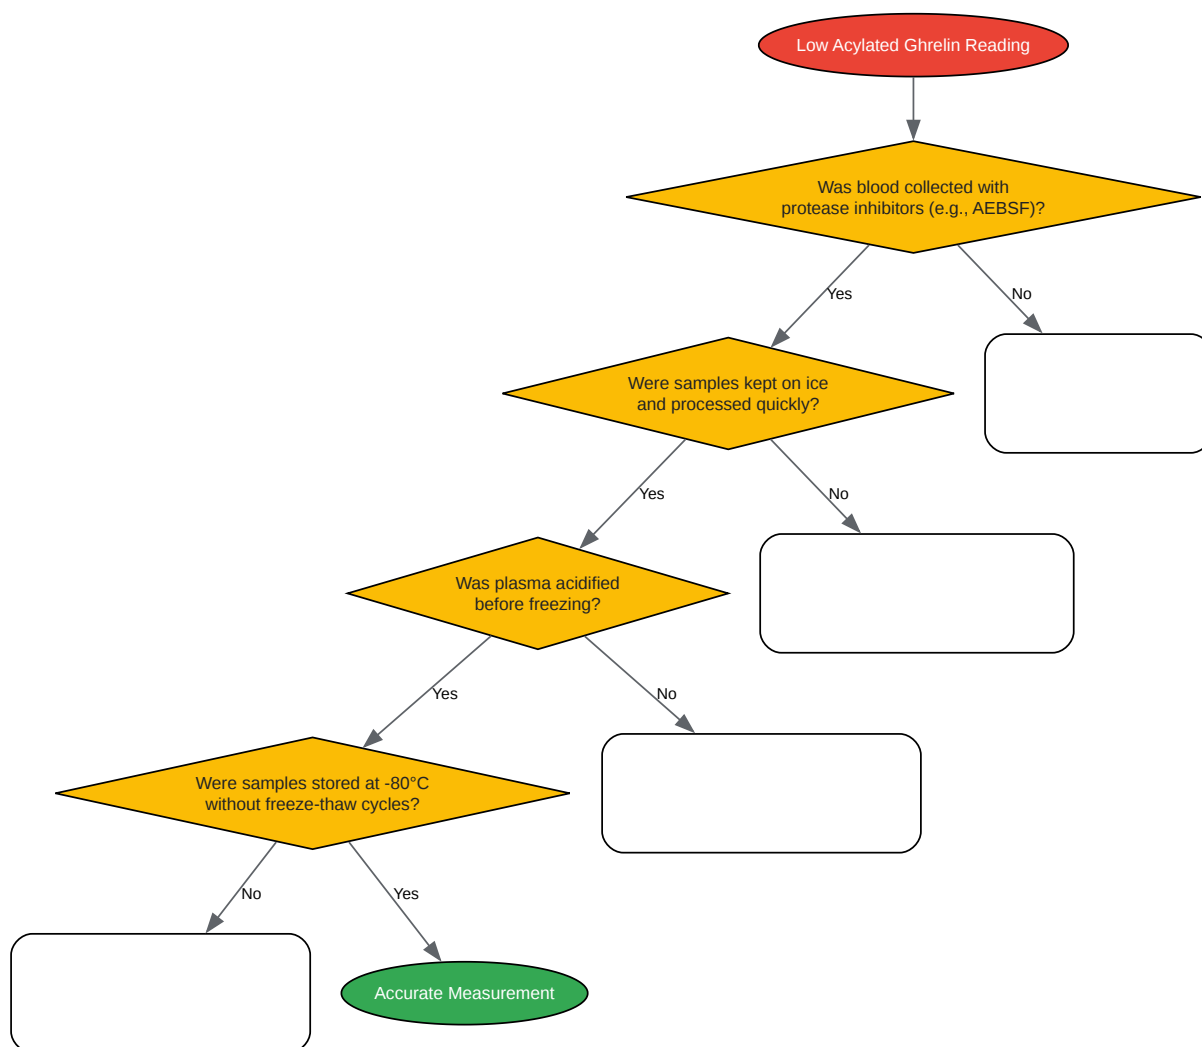 Low Acylated Ghrelin Reading
Was blood collected with
protease inhibitors (e.g., AEBSF)?
Yes
No
Were samples kept on ice
and processed quickly?
Yes
No
Was plasma acidified
before freezing?
Yes
No
Were samples stored at -80°C
without freeze-thaw cycles?
No
Yes
Accurate Measurement